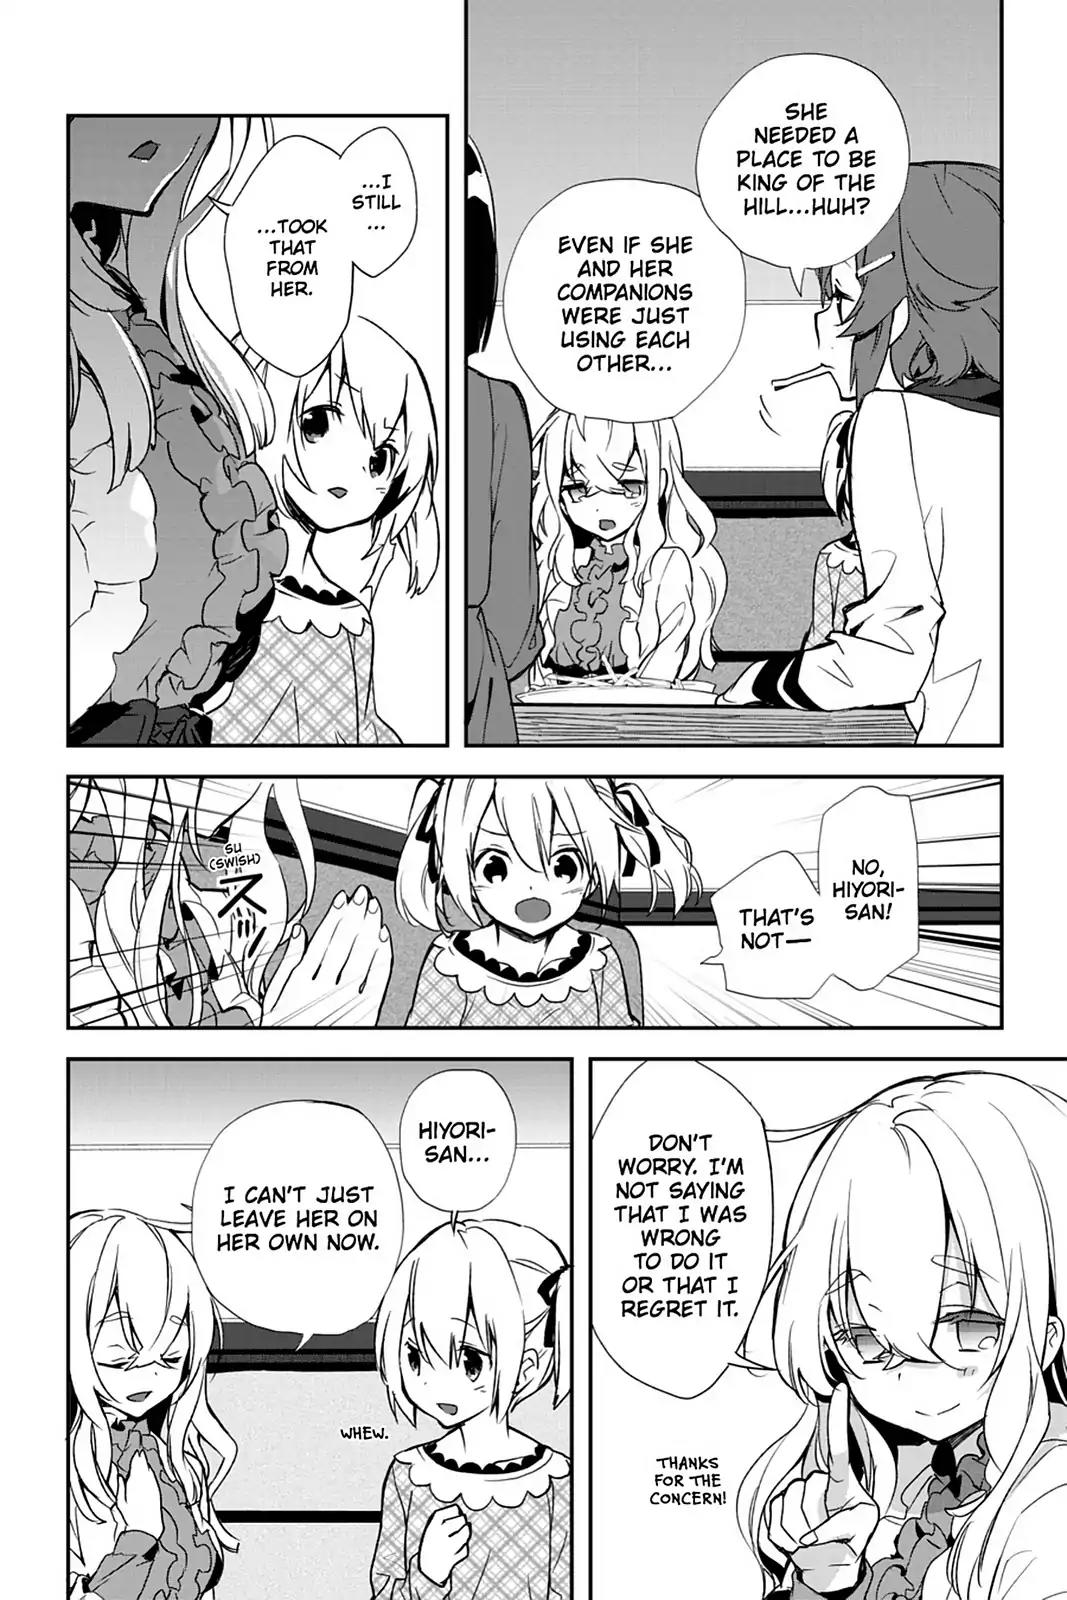 SHE
NEEDED A
PLACE TO BE
KING OF THE
HILL...HUH?
EVEN IF SHE
AND HER
COMPANIONS
WERE JUST
USING EACH
OTHER...
...I
STILL
...
...TOOK
THAT
FROM
HER.
NO,
HIYORI-
SAN!
THAT'S
NOT—
SU
(SWISH)
スッ
DON'T
WORRY. I'M
NOT SAYING
THAT I WAS
WRONG
TO DO IT
OR THAT I
REGRET IT.
THANKS
FOR THE
CONCERN!
HIYORI-
SAN...
I CAN'T JUST
LEAVE HER ON
HER OWN NOW.
WHEW.